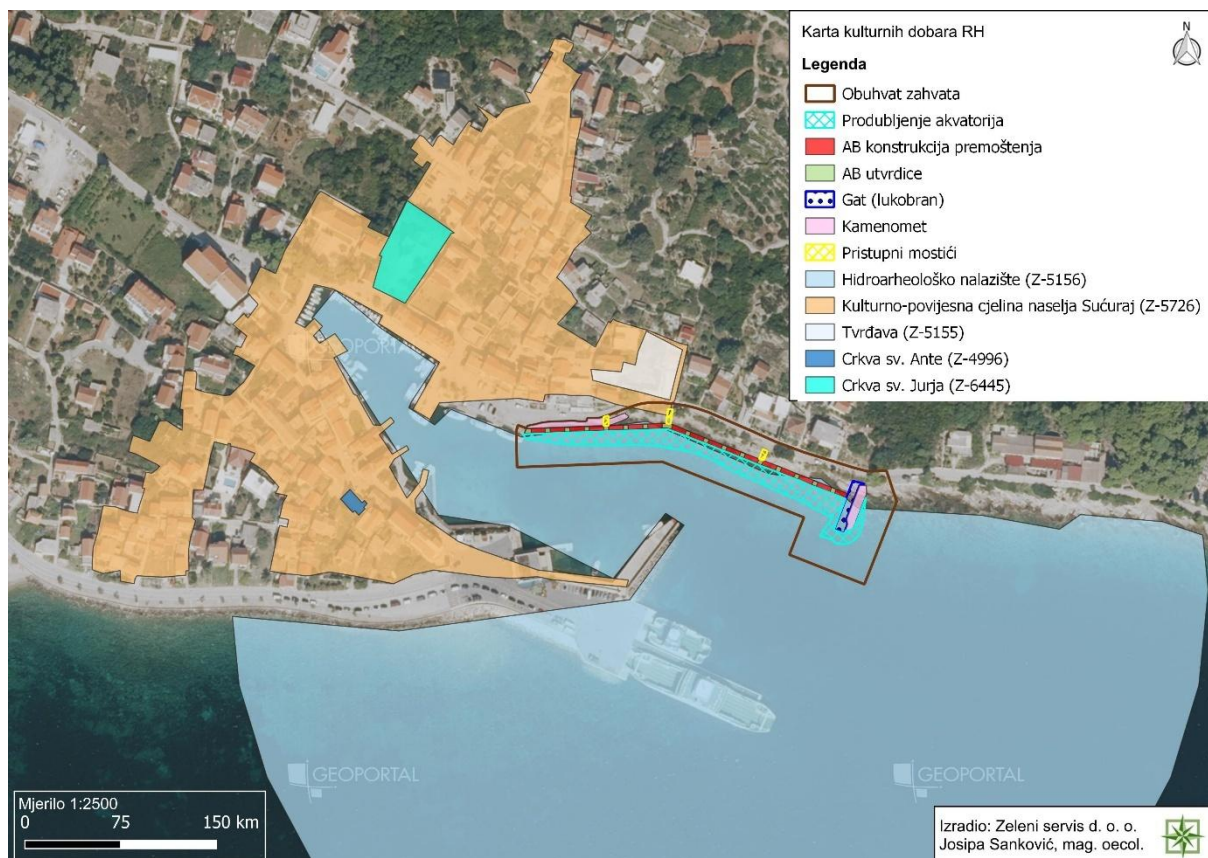 Karta kulturnih dobara RH
N
Legenda
Obuhvat zahvata
Produbljenje akvatorija
AB konstrukcija premoštenja
AB utvrdice
Gat (lukobran)
Kamenomet
Pristupni mostići
Hidroarheološko nalazište (Z-5156)
Kulturno-povijesna cjelina naselja Sućuraj (Z-5726)
Tvrđava (Z-5155)
Crkva sv. Ante (Z-4996)
Crkva sv. Jurja (Z-6445)
GEOPORTAL
GEOPORTAL
GEOPORTAL
Mjerilo 1:2500
0 75 150 km
Izradio: Zeleni servis d. o. o.
Josipa Sanković, mag. oecol.